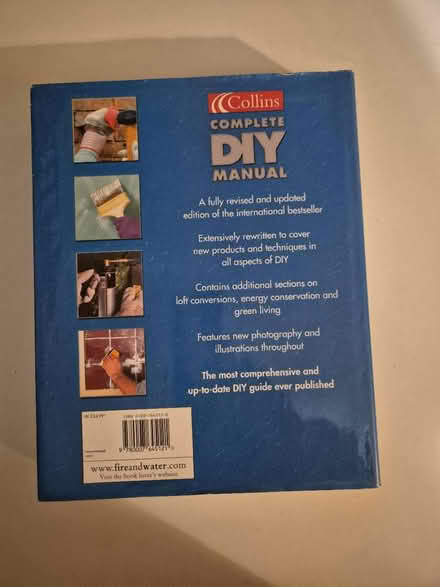 Collins
COMPLETE
DIY
MANUAL
A fully revised and updated
edition of the international bestseller
Extensively rewritten to cover
new products and techniques in
all aspects of DIY
Contains additional sections on
loft conversions, energy conservation and
green living
Features new photography and
illustrations throughout
The most comprehensive and
up-to-date DIY guide ever published
9 780007 645121
www.fireandwater.com
Visit the book lover's website